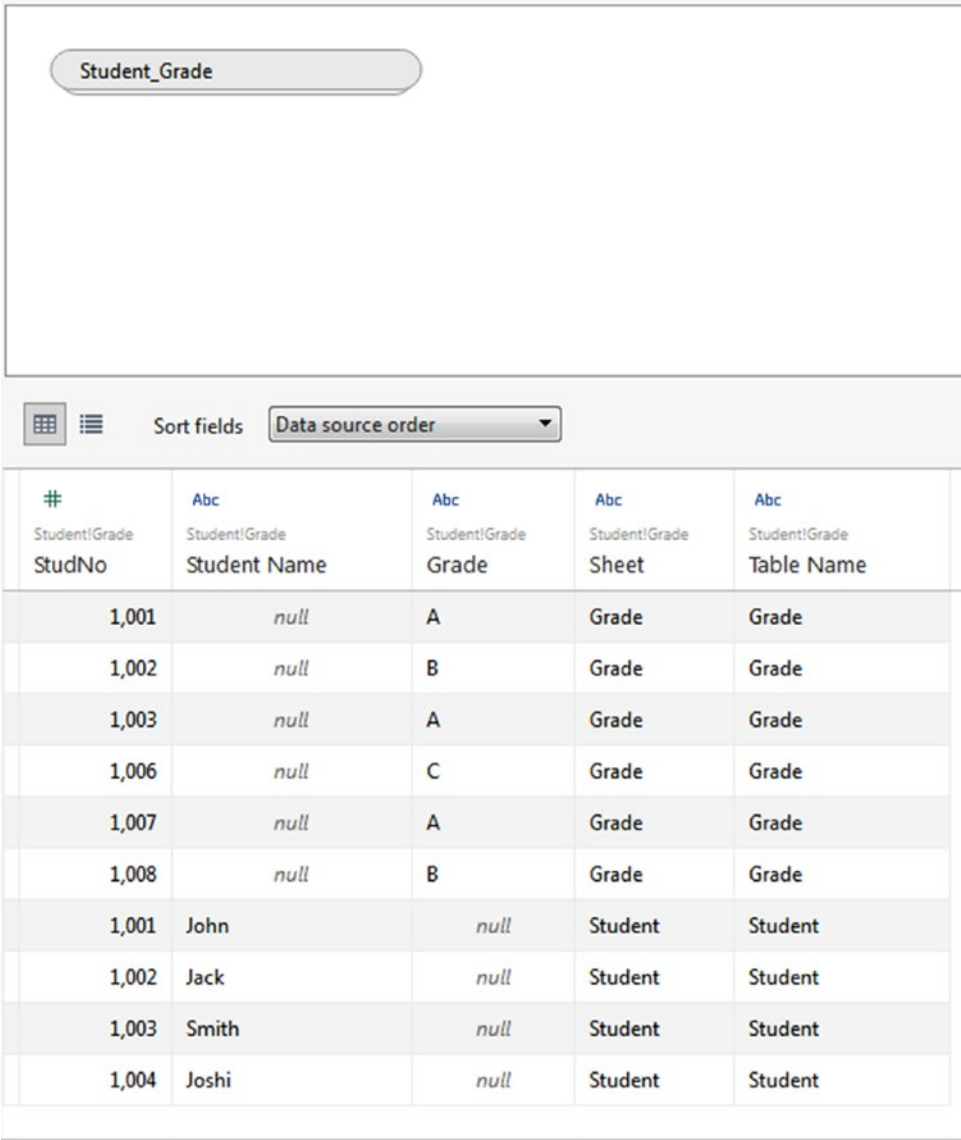 Student_Grade
Sort fields Data source order
# Abc Abc Abc Abc
Student!Grade Student!Grade Student!Grade Student!Grade Student!Grade
StudNo Student Name Grade Sheet Table Name
1,001 null A Grade Grade
1,002 null B Grade Grade
1,003 null A Grade Grade
1,006 null C Grade Grade
1,007 null A Grade Grade
1,008 null B Grade Grade
1,001 John null Student Student
1,002 Jack null Student Student
1,003 Smith null Student Student
1,004 Joshi null Student Student